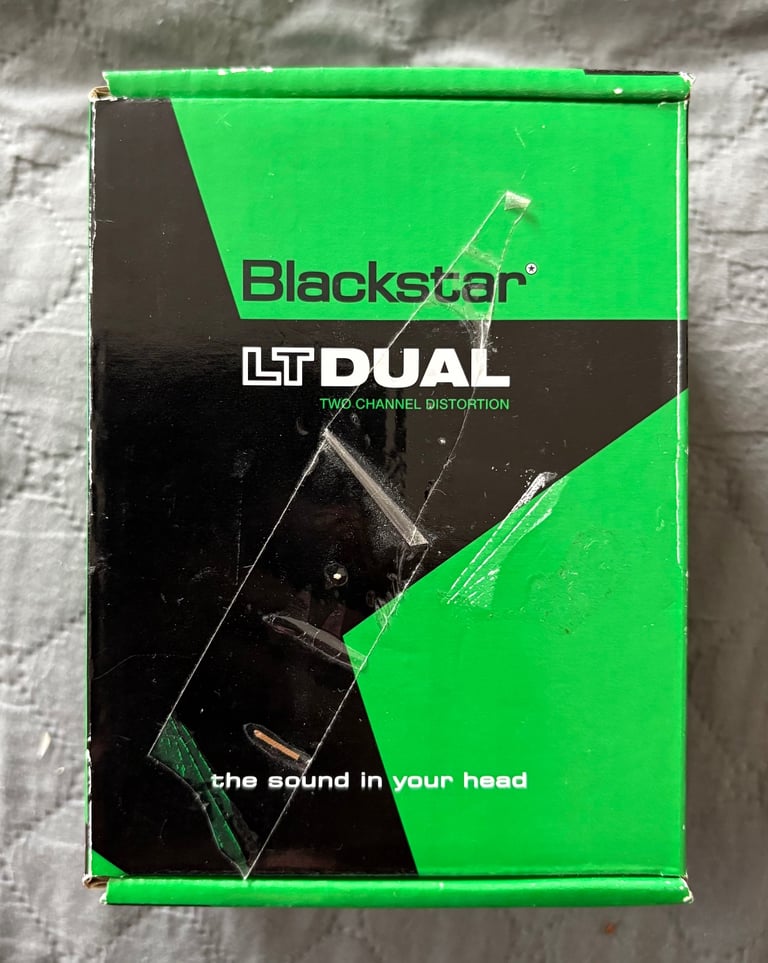 Blackstar
LT DUAL
TWO CHANNEL DISTORTION
the sound in your head